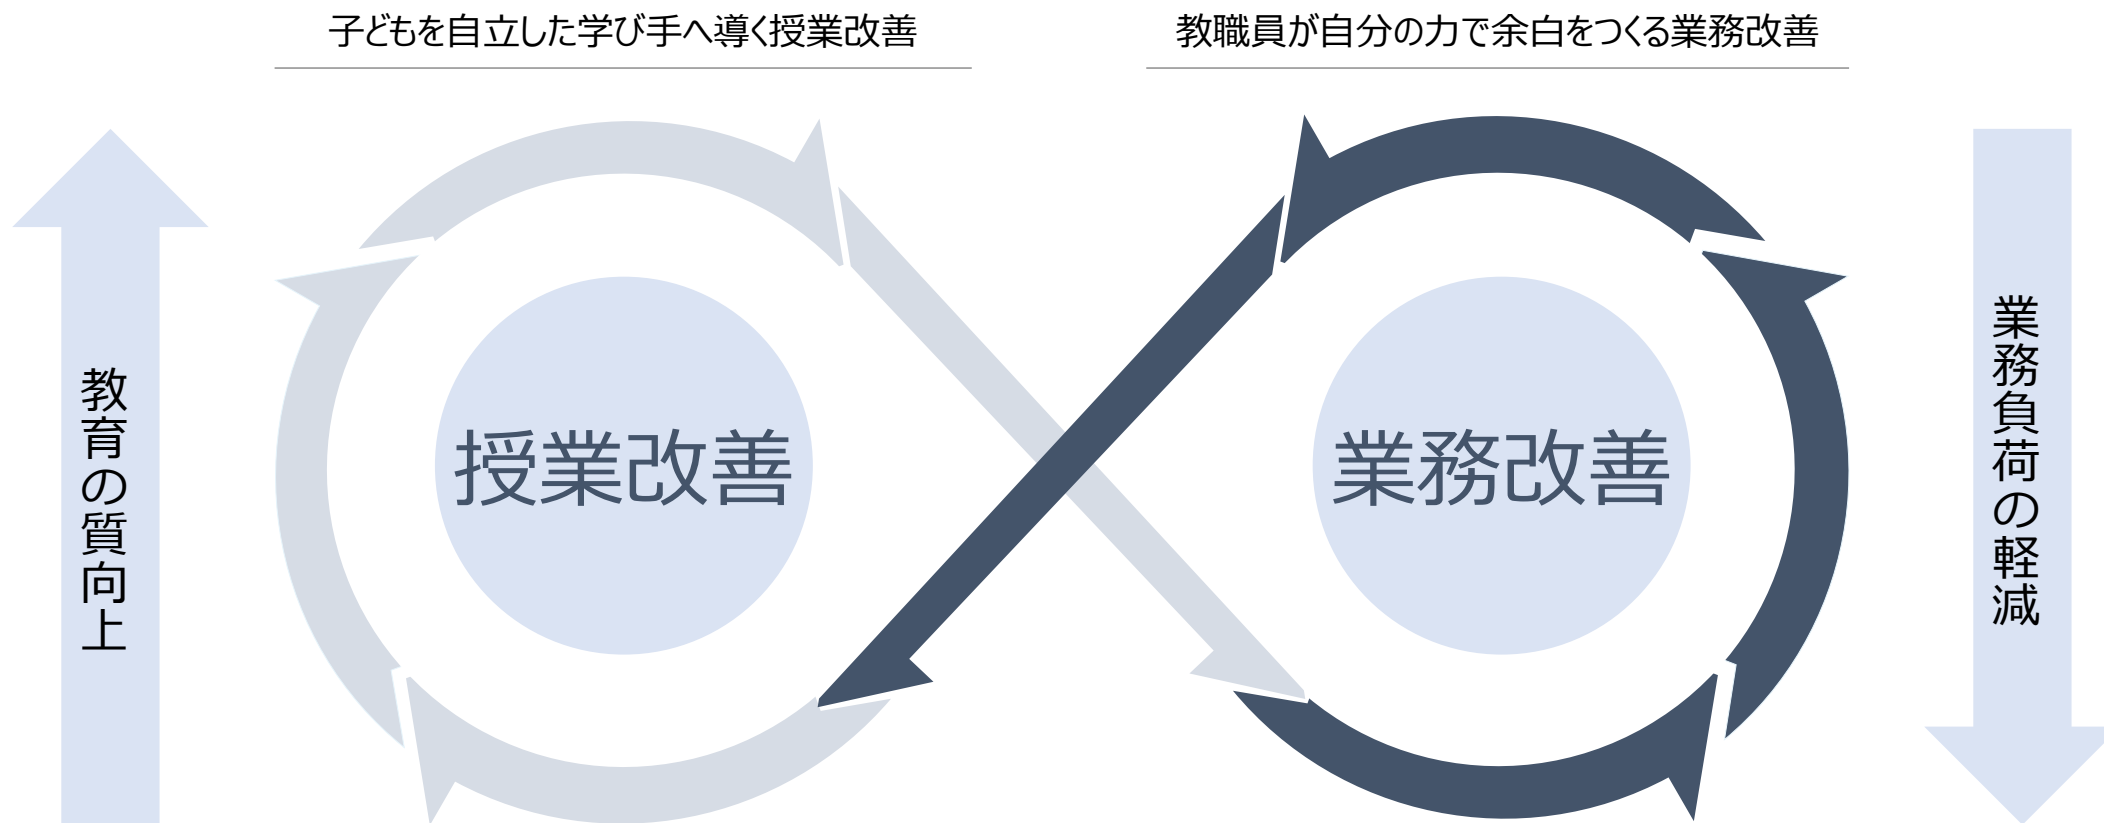 子どもを自立した学び手へ導く授業改善
教職員が自分の力で余白をつくる業務改善
教育の質向上
授業改善
業務改善
業務負荷の軽減